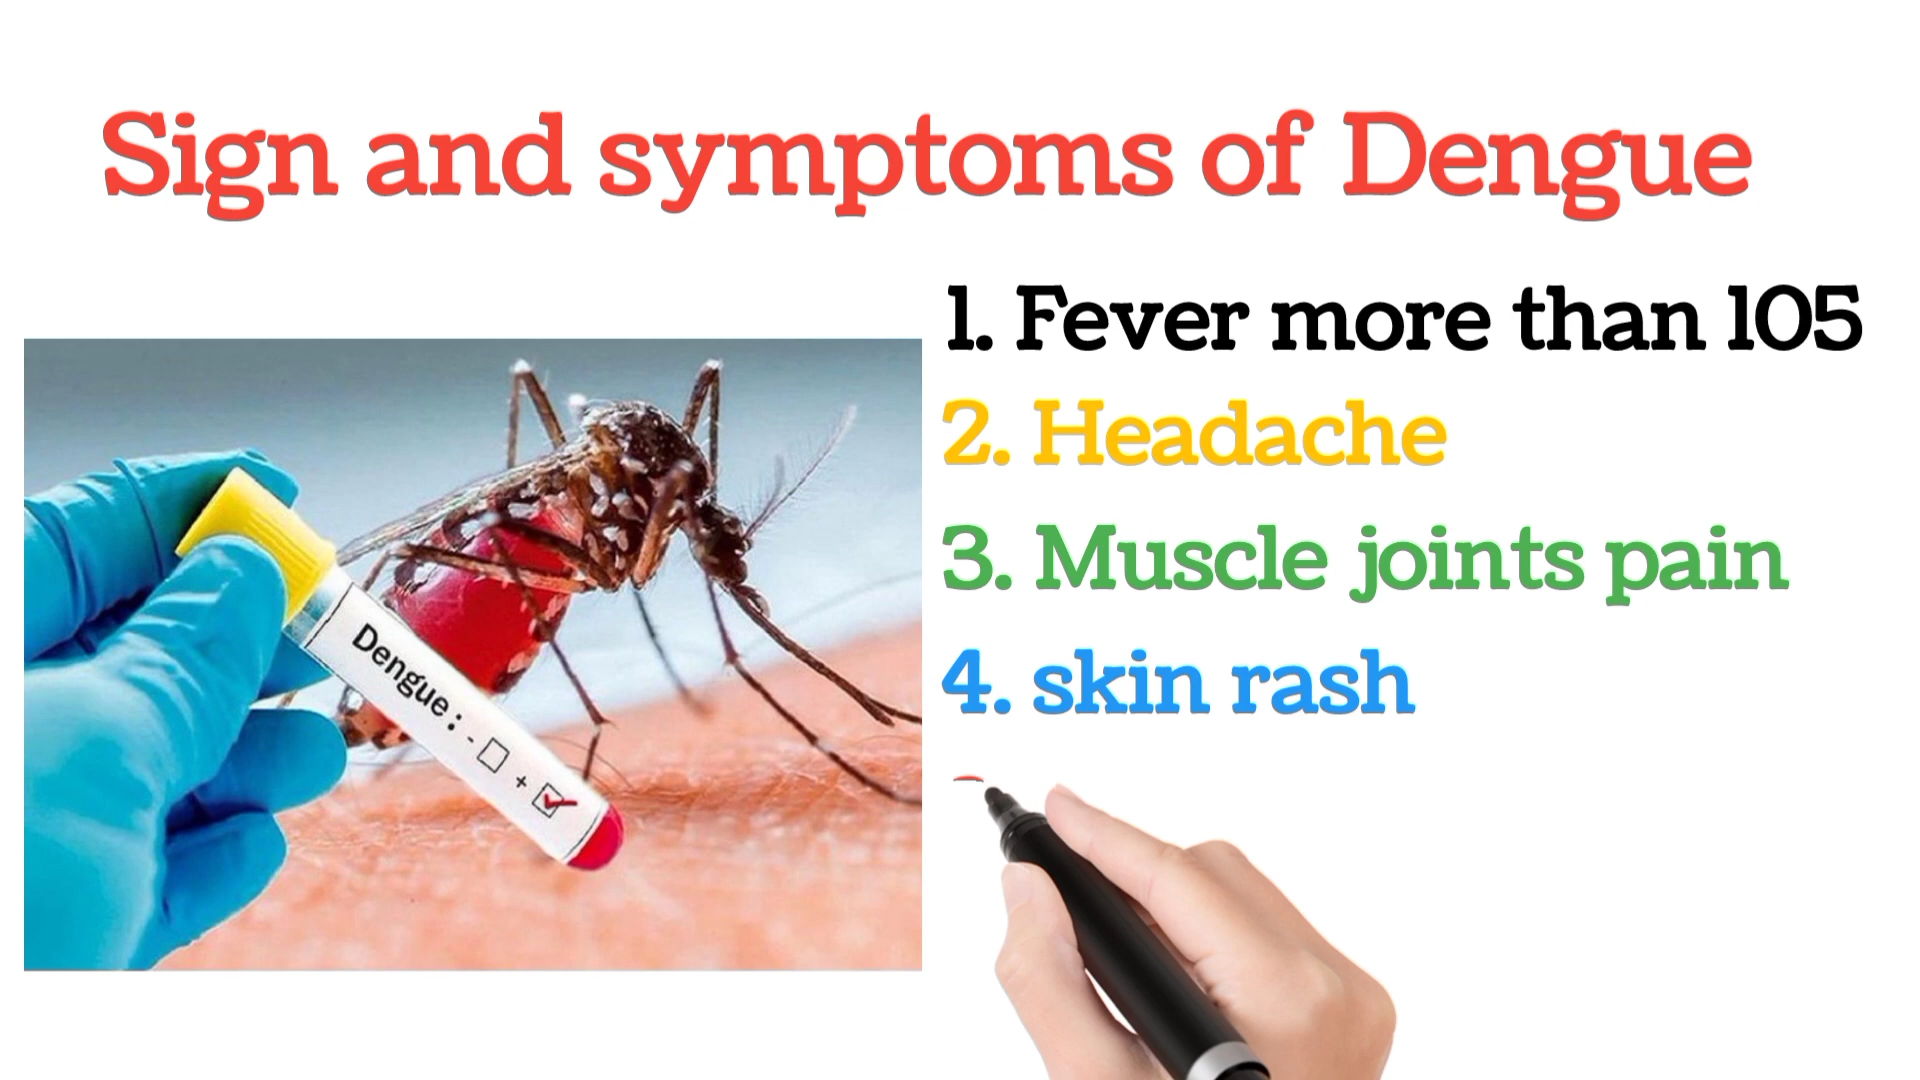 Sign and symptoms of Dengue
1. Fever more than 105
2. Headache
3. Muscle joints pain
4. skin rash
Dengue : - ☐ + ☑